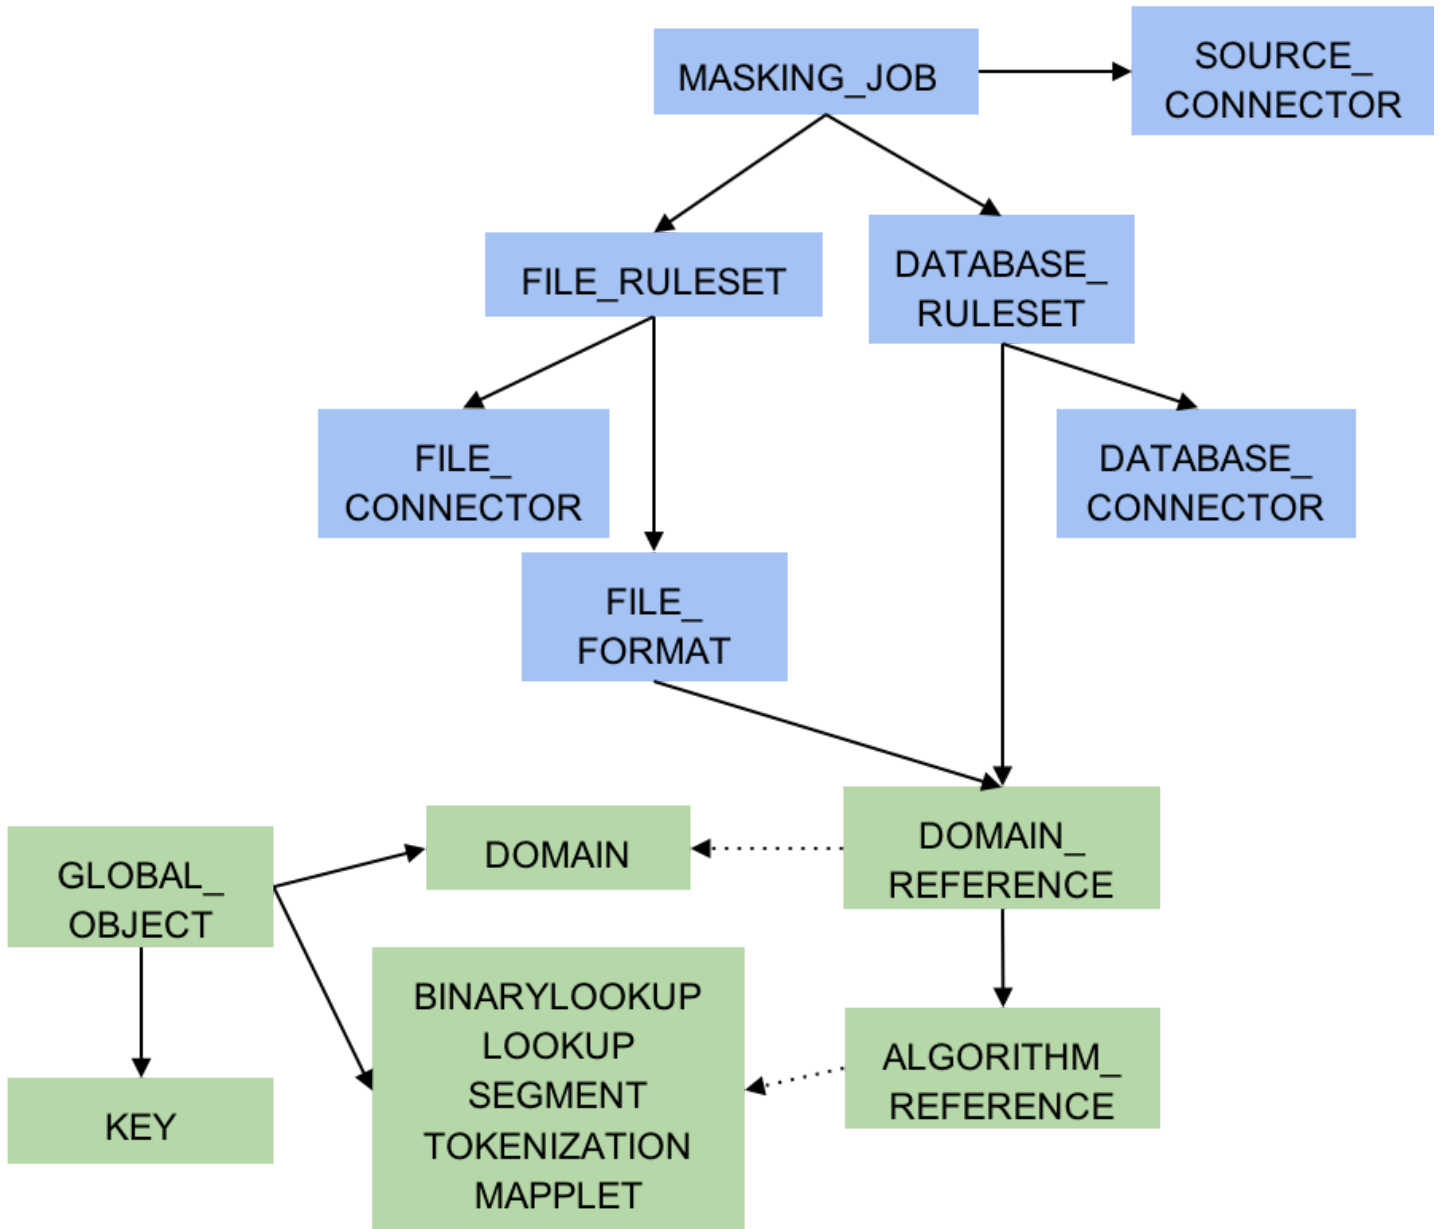 MASKING_JOB
SOURCE_
CONNECTOR
FILE_RULESET
DATABASE_
RULESET
FILE_
CONNECTOR
DATABASE_
CONNECTOR
FILE_
FORMAT
GLOBAL_
OBJECT
DOMAIN
DOMAIN_
REFERENCE
KEY
BINARYLOOKUP
LOOKUP
SEGMENT
TOKENIZATION
MAPPLET
ALGORITHM_
REFERENCE